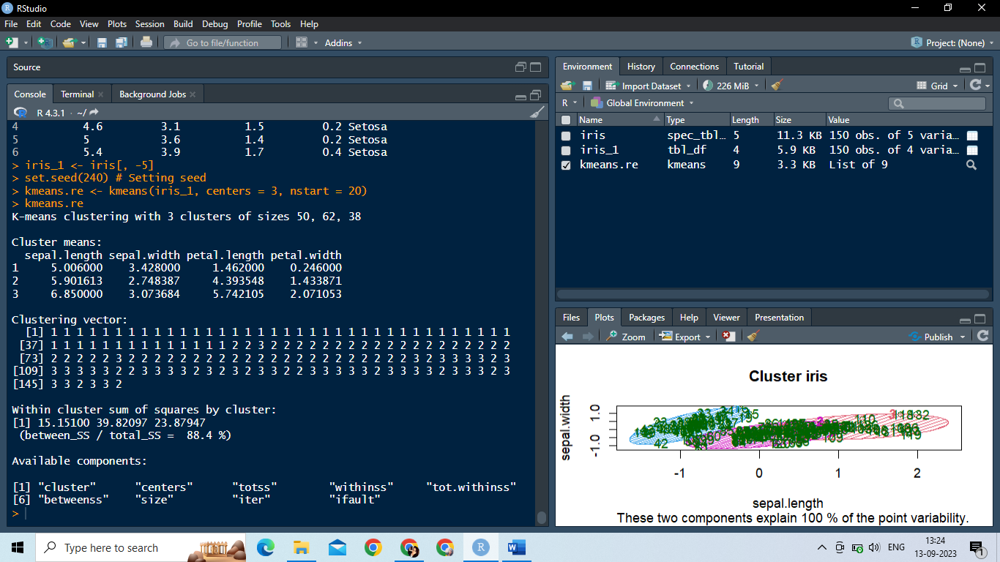 RStudio
File Edit Code View Plots Session Build Debug Profile Tools Help
Go to file/function Addins Project: (None)
Source
Console Terminal Background Jobs
R 4.3.1 · ~/
4 4.6 3.1 1.5 0.2 Setosa
5 5 3.6 1.4 0.2 Setosa
6 5.4 3.9 1.7 0.4 Setosa
> iris_1 <- iris[, -5]
> set.seed(240) # Setting seed
> kmeans.re <- kmeans(iris_1, centers = 3, nstart = 20)
> kmeans.re
K-means clustering with 3 clusters of sizes 50, 62, 38
Cluster means:
sepal.length sepal.width petal.length petal.width
1 5.006000 3.428000 1.462000 0.246000
2 5.901613 2.748387 4.393548 1.433871
3 6.850000 3.073684 5.742105 2.071053
Clustering vector:
[1] 1 1 1 1 1 1 1 1 1 1 1 1 1 1 1 1 1 1 1 1 1 1 1 1 1 1 1 1 1 1 1 1 1 1 1 1
[37] 1 1 1 1 1 1 1 1 1 1 1 1 1 1 2 2 3 2 2 2 2 2 2 2 2 2 2 2 2 2 2 2 2 2 2 2
[73] 2 2 2 2 2 3 2 2 2 2 2 2 2 2 2 2 2 2 2 2 2 2 2 2 2 2 2 2 3 2 3 3 3 3 2 3
[109] 3 3 3 3 3 2 2 3 3 3 3 2 3 2 3 2 3 3 2 2 3 3 3 3 3 2 3 3 3 3 2 3 3 3 2 3
[145] 3 3 2 3 3 2
Within cluster sum of squares by cluster:
[1] 15.15100 39.82097 23.87947
(between_SS / total_SS = 88.4 %)
Available components:
[1] "cluster" "centers" "totss" "withinss" "tot.withinss"
[6] "betweenss" "size" "iter" "ifault"
>
Environment History Connections Tutorial
Import Dataset 226 MiB Grid
R Global Environment
Name Type Length Size Value
iris spec_tbl… 5 11.3 KB 150 obs. of 5 varia…
iris_1 tbl_df 4 5.9 KB 150 obs. of 4 varia…
kmeans.re kmeans 9 3.3 KB List of 9
Files Plots Packages Help Viewer Presentation
Zoom Export Publish
Cluster iris
sepal.width
-1.0 1.0
42
110
-1 0 1 2
sepal.length
These two components explain 100 % of the point variability.
Type here to search
ENG
13:24
13-09-2023
1